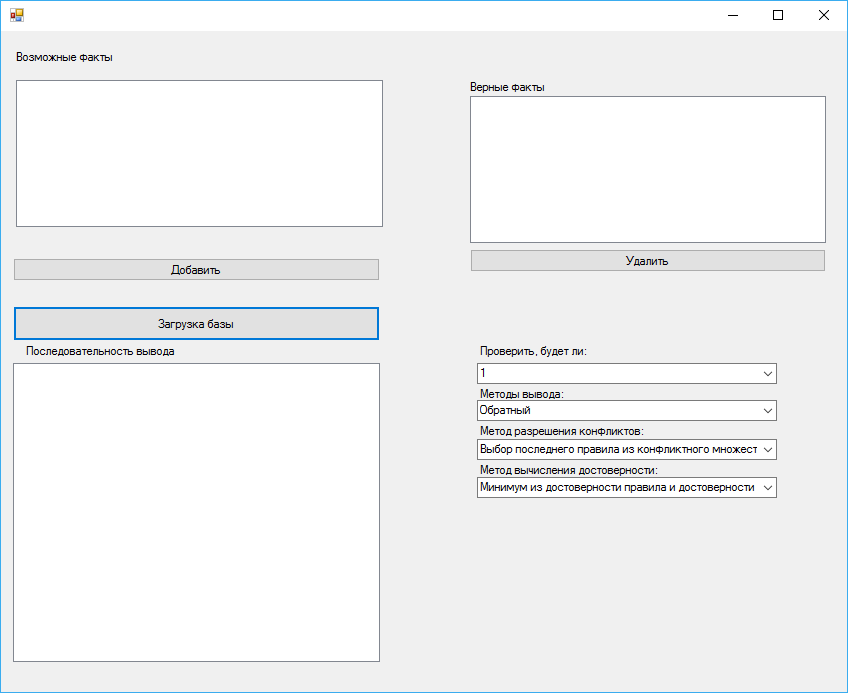 Возможные факты
Верные факты
Добавить
Удалить
Загрузка базы
Последовательность вывода
Проверить, будет ли:
1
Методы вывода:
Обратный
Метод разрешения конфликтов:
Выбор последнего правила из конфликтного множест
Метод вычисления достоверности:
Минимум из достоверности правила и достоверности